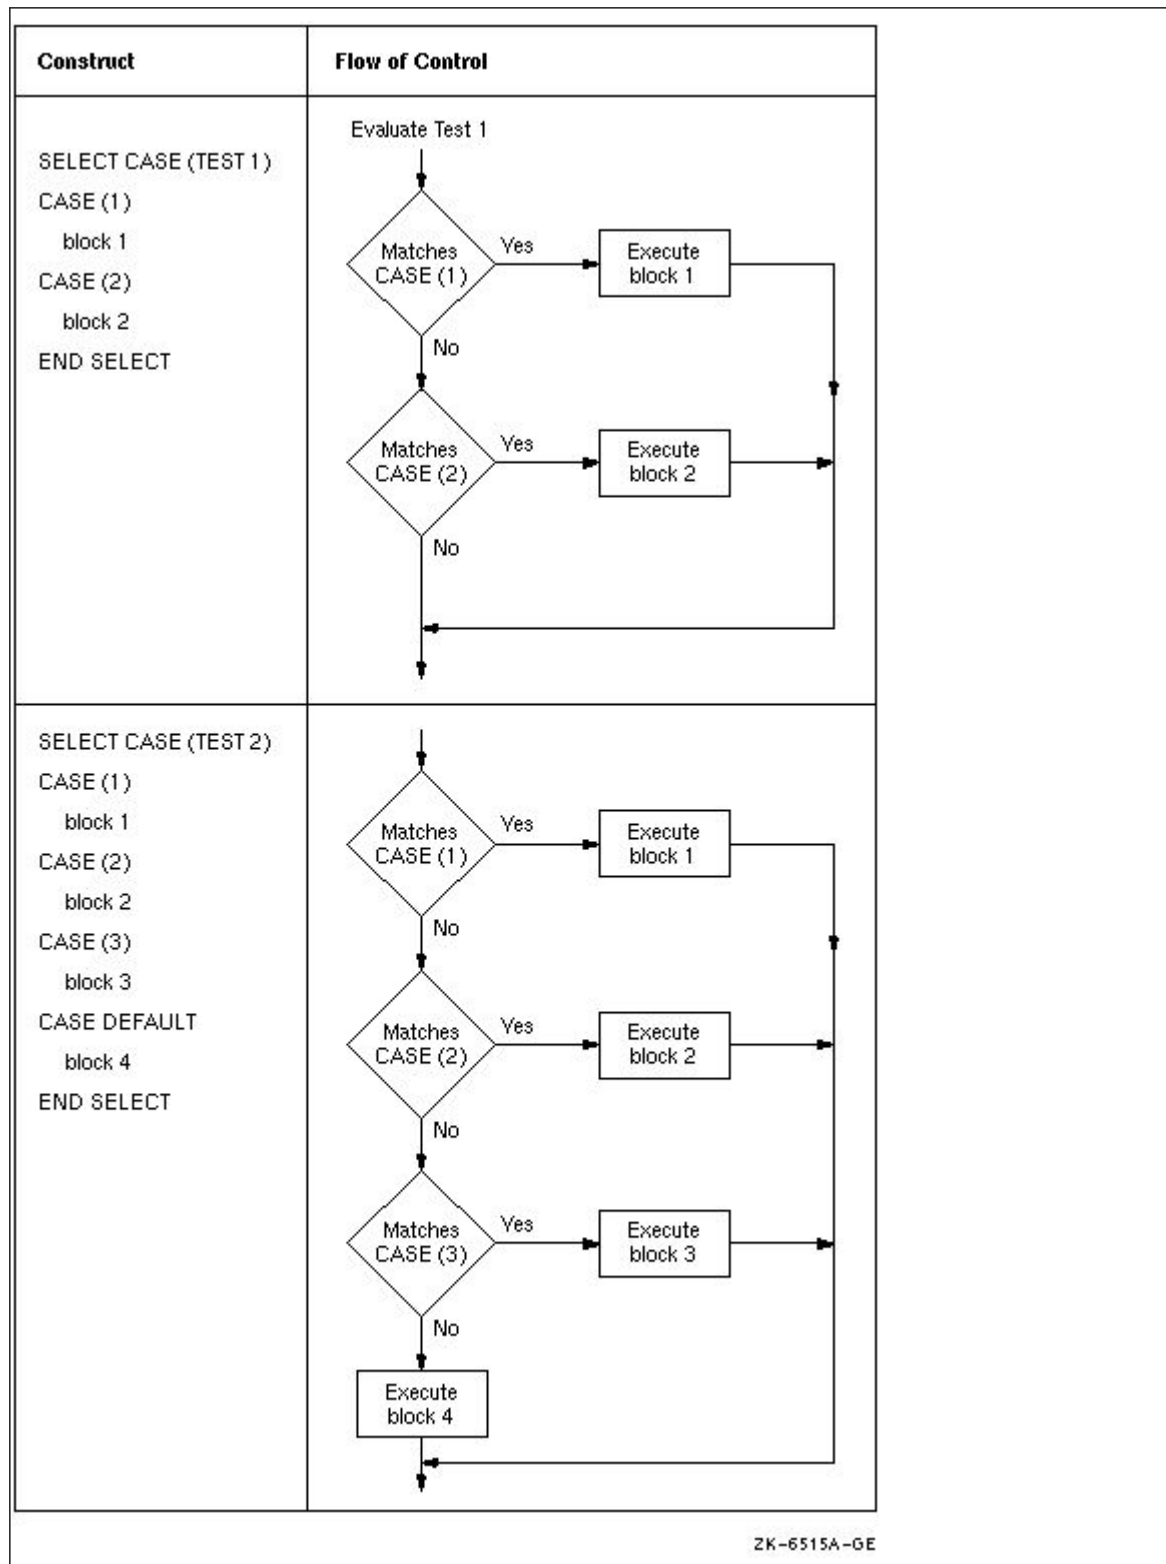 Construct
Flow of Control
SELECT CASE (TEST 1)
CASE (1)
block 1
CASE (2)
block 2
END SELECT
Evaluate Test 1
Matches
CASE (1)
Yes
Execute
block 1
No
Matches
CASE (2)
Yes
Execute
block 2
No
SELECT CASE (TEST 2)
CASE (1)
block 1
CASE (2)
block 2
CASE (3)
block 3
CASE DEFAULT
block 4
END SELECT
Matches
CASE (1)
Yes
Execute
block 1
No
Matches
CASE (2)
Yes
Execute
block 2
No
Matches
CASE (3)
Yes
Execute
block 3
No
Execute
block 4
ZK-6515A-GE